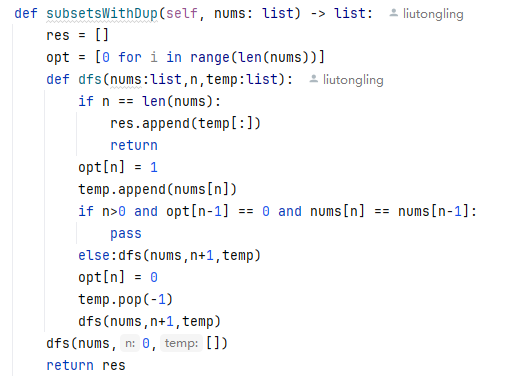 def subsetsWithDup(self, nums: list) -> list: liutongling
    res = []
    opt = [0 for i in range(len(nums))]
    def dfs(nums:list,n,temp:list): liutongling
        if n == len(nums):
            res.append(temp[:])
            return
        opt[n] = 1
        temp.append(nums[n])
        if n>0 and opt[n-1] == 0 and nums[n] == nums[n-1]:
            pass
        else:dfs(nums,n+1,temp)
        opt[n] = 0
        temp.pop(-1)
        dfs(nums,n+1,temp)
    dfs(nums, n: 0, temp: [])
    return res